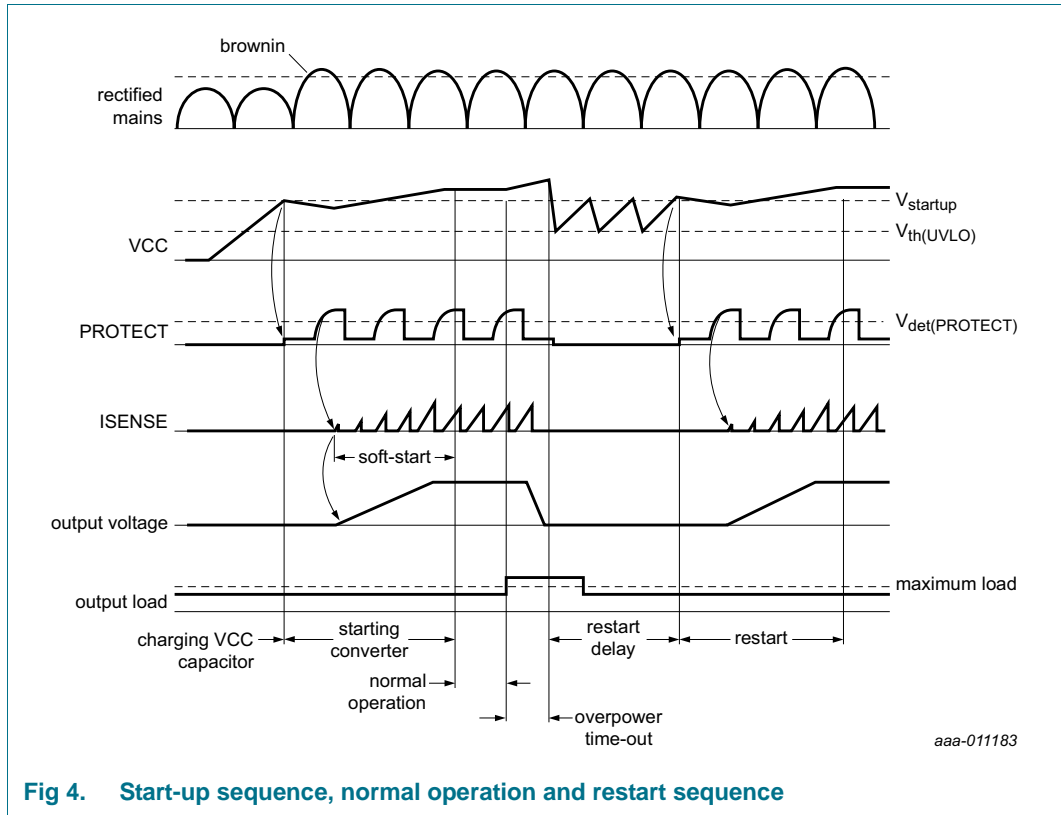 brownin
rectified
mains
VCC
Vstartup
Vth(UVLO)
PROTECT
Vdet(PROTECT)
ISENSE
soft-start
output voltage
output load
maximum load
charging VCC
capacitor
starting
converter
restart
delay
restart
normal
operation
overpower
time-out
aaa-011183
Fig 4. Start-up sequence, normal operation and restart sequence